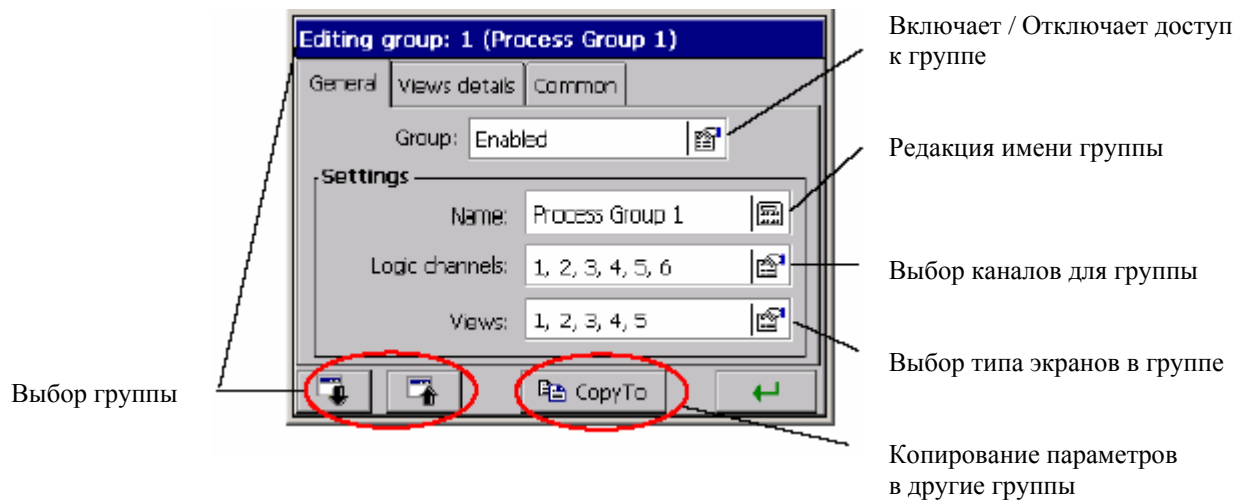 Включает / Отключает доступ
к группе
Editing group: 1 (Process Group 1)
General Views details Common
Group: Enabled
Редакция имени группы
Settings
Name: Process Group 1
Logic channels: 1, 2, 3, 4, 5, 6
Выбор каналов для группы
Views: 1, 2, 3, 4, 5
Выбор типа экранов в группе
Выбор группы
CopyTo
Копирование параметров
в другие группы